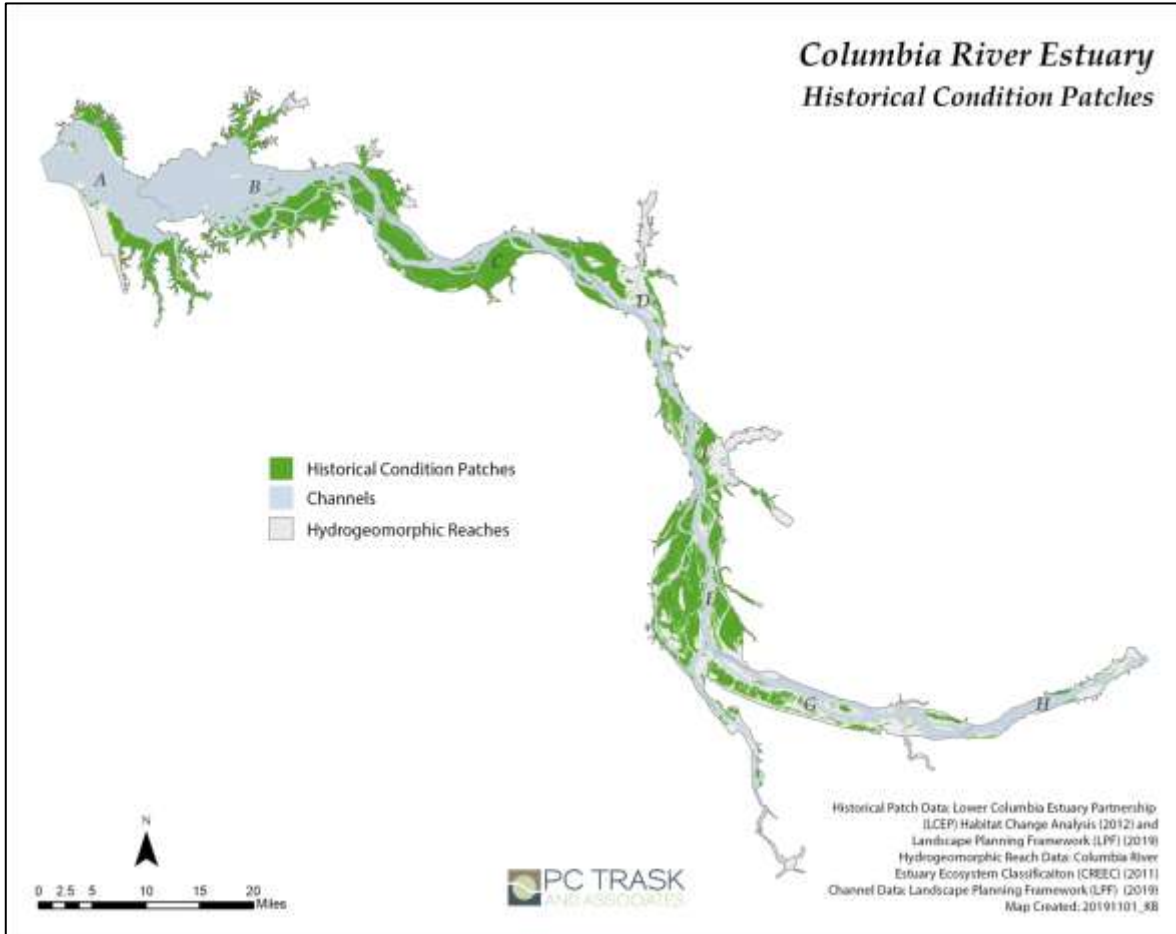 Columbia River Estuary
Historical Condition Patches
A
B
C
D
F
G
H
Historical Condition Patches
Channels
Hydrogeomorphic Reaches
N
0 2.5 5 10 15 20
Miles
PC TRASK
AND ASSOCIATES
Historical Patch Data: Lower Columbia Estuary Partnership
(LCEP) Habitat Change Analysis (2012) and
Landscape Planning Framework (LPF) (2019)
Hydrogeomorphic Reach Data: Columbia River
Estuary Ecosystem Classificaiton (CREEC) (2011)
Channel Data: Landscape Planning Framework (LPF) (2019)
Map Created: 20191101_KB